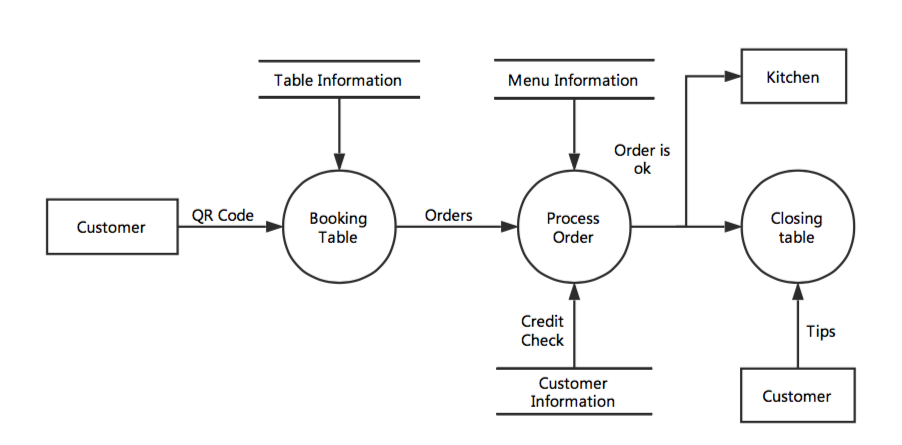 Table Information
Menu Information
Kitchen
Order is
ok
Customer
QR Code
Booking
Table
Orders
Process
Order
Closing
table
Credit
Check
Tips
Customer
Information
Customer